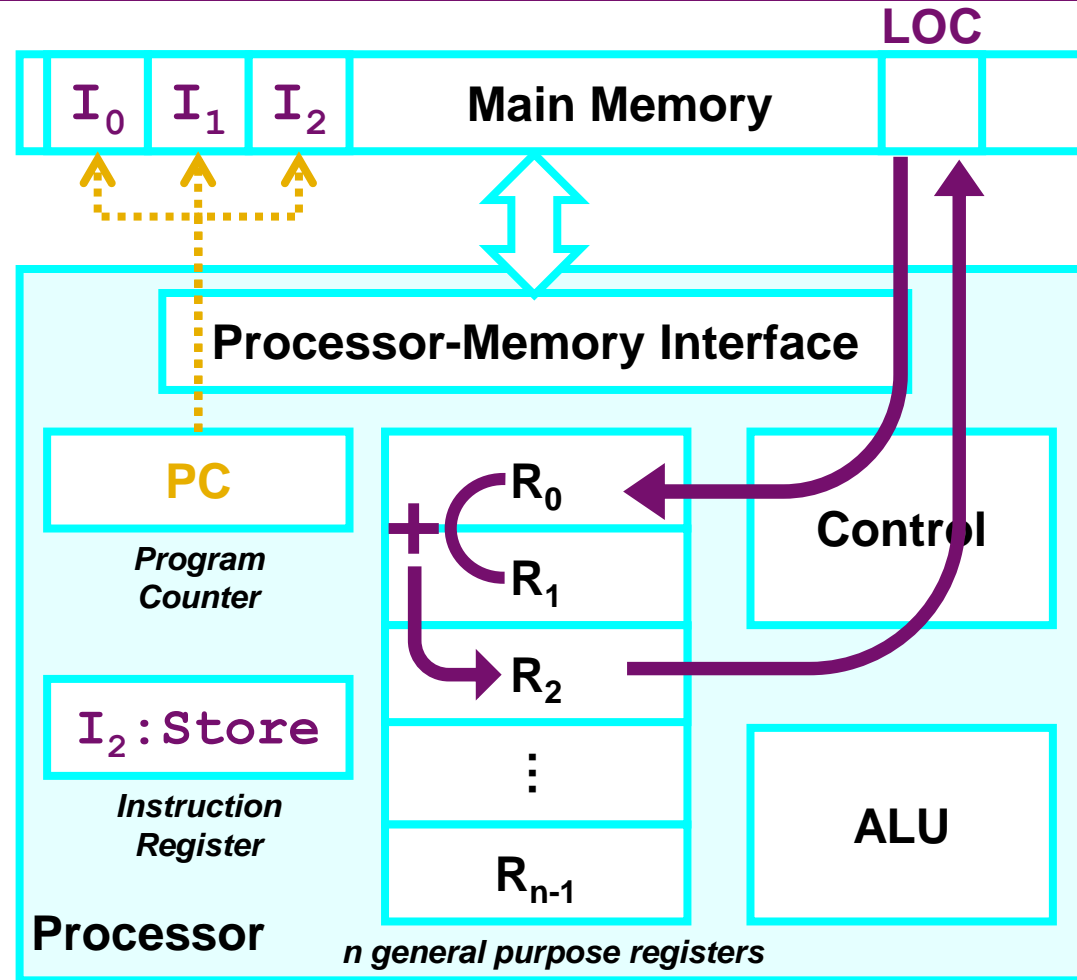 LOC
I₀ I₁ I₂ Main Memory
Processor-Memory Interface
PC
Program
Counter
I₂:Store
Instruction
Register
R₀
+
R₁
R₂
⋮
Rₙ₋₁
n general purpose registers
Control
ALU
Processor